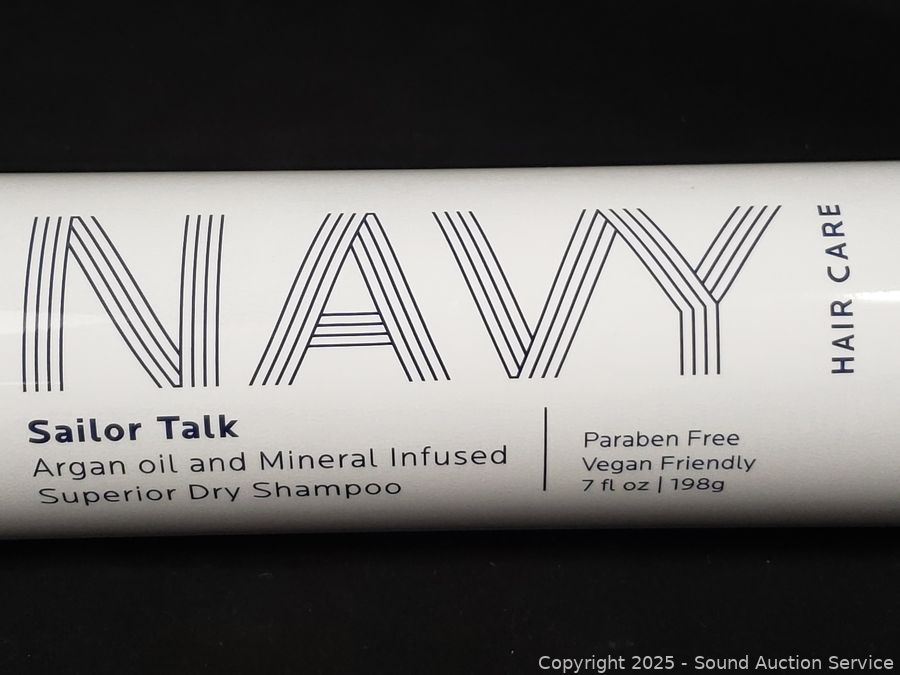 NAVY
HAIR CARE
Sailor Talk
Argan oil and Mineral Infused
Superior Dry Shampoo
Paraben Free
Vegan Friendly
7 fl oz | 198g
Copyright 2025 - Sound Auction Service